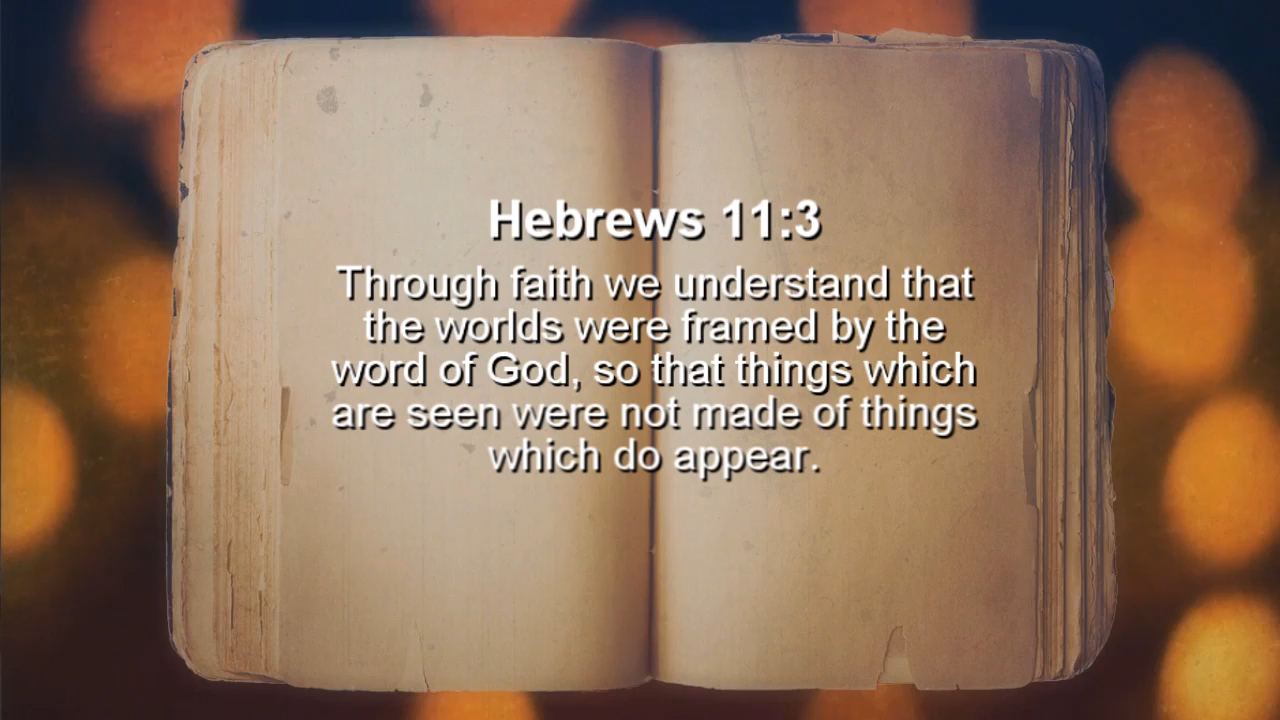 Hebrews 11:3
Through faith we understand that
the worlds were framed by the
word of God, so that things which
are seen were not made of things
which do appear.